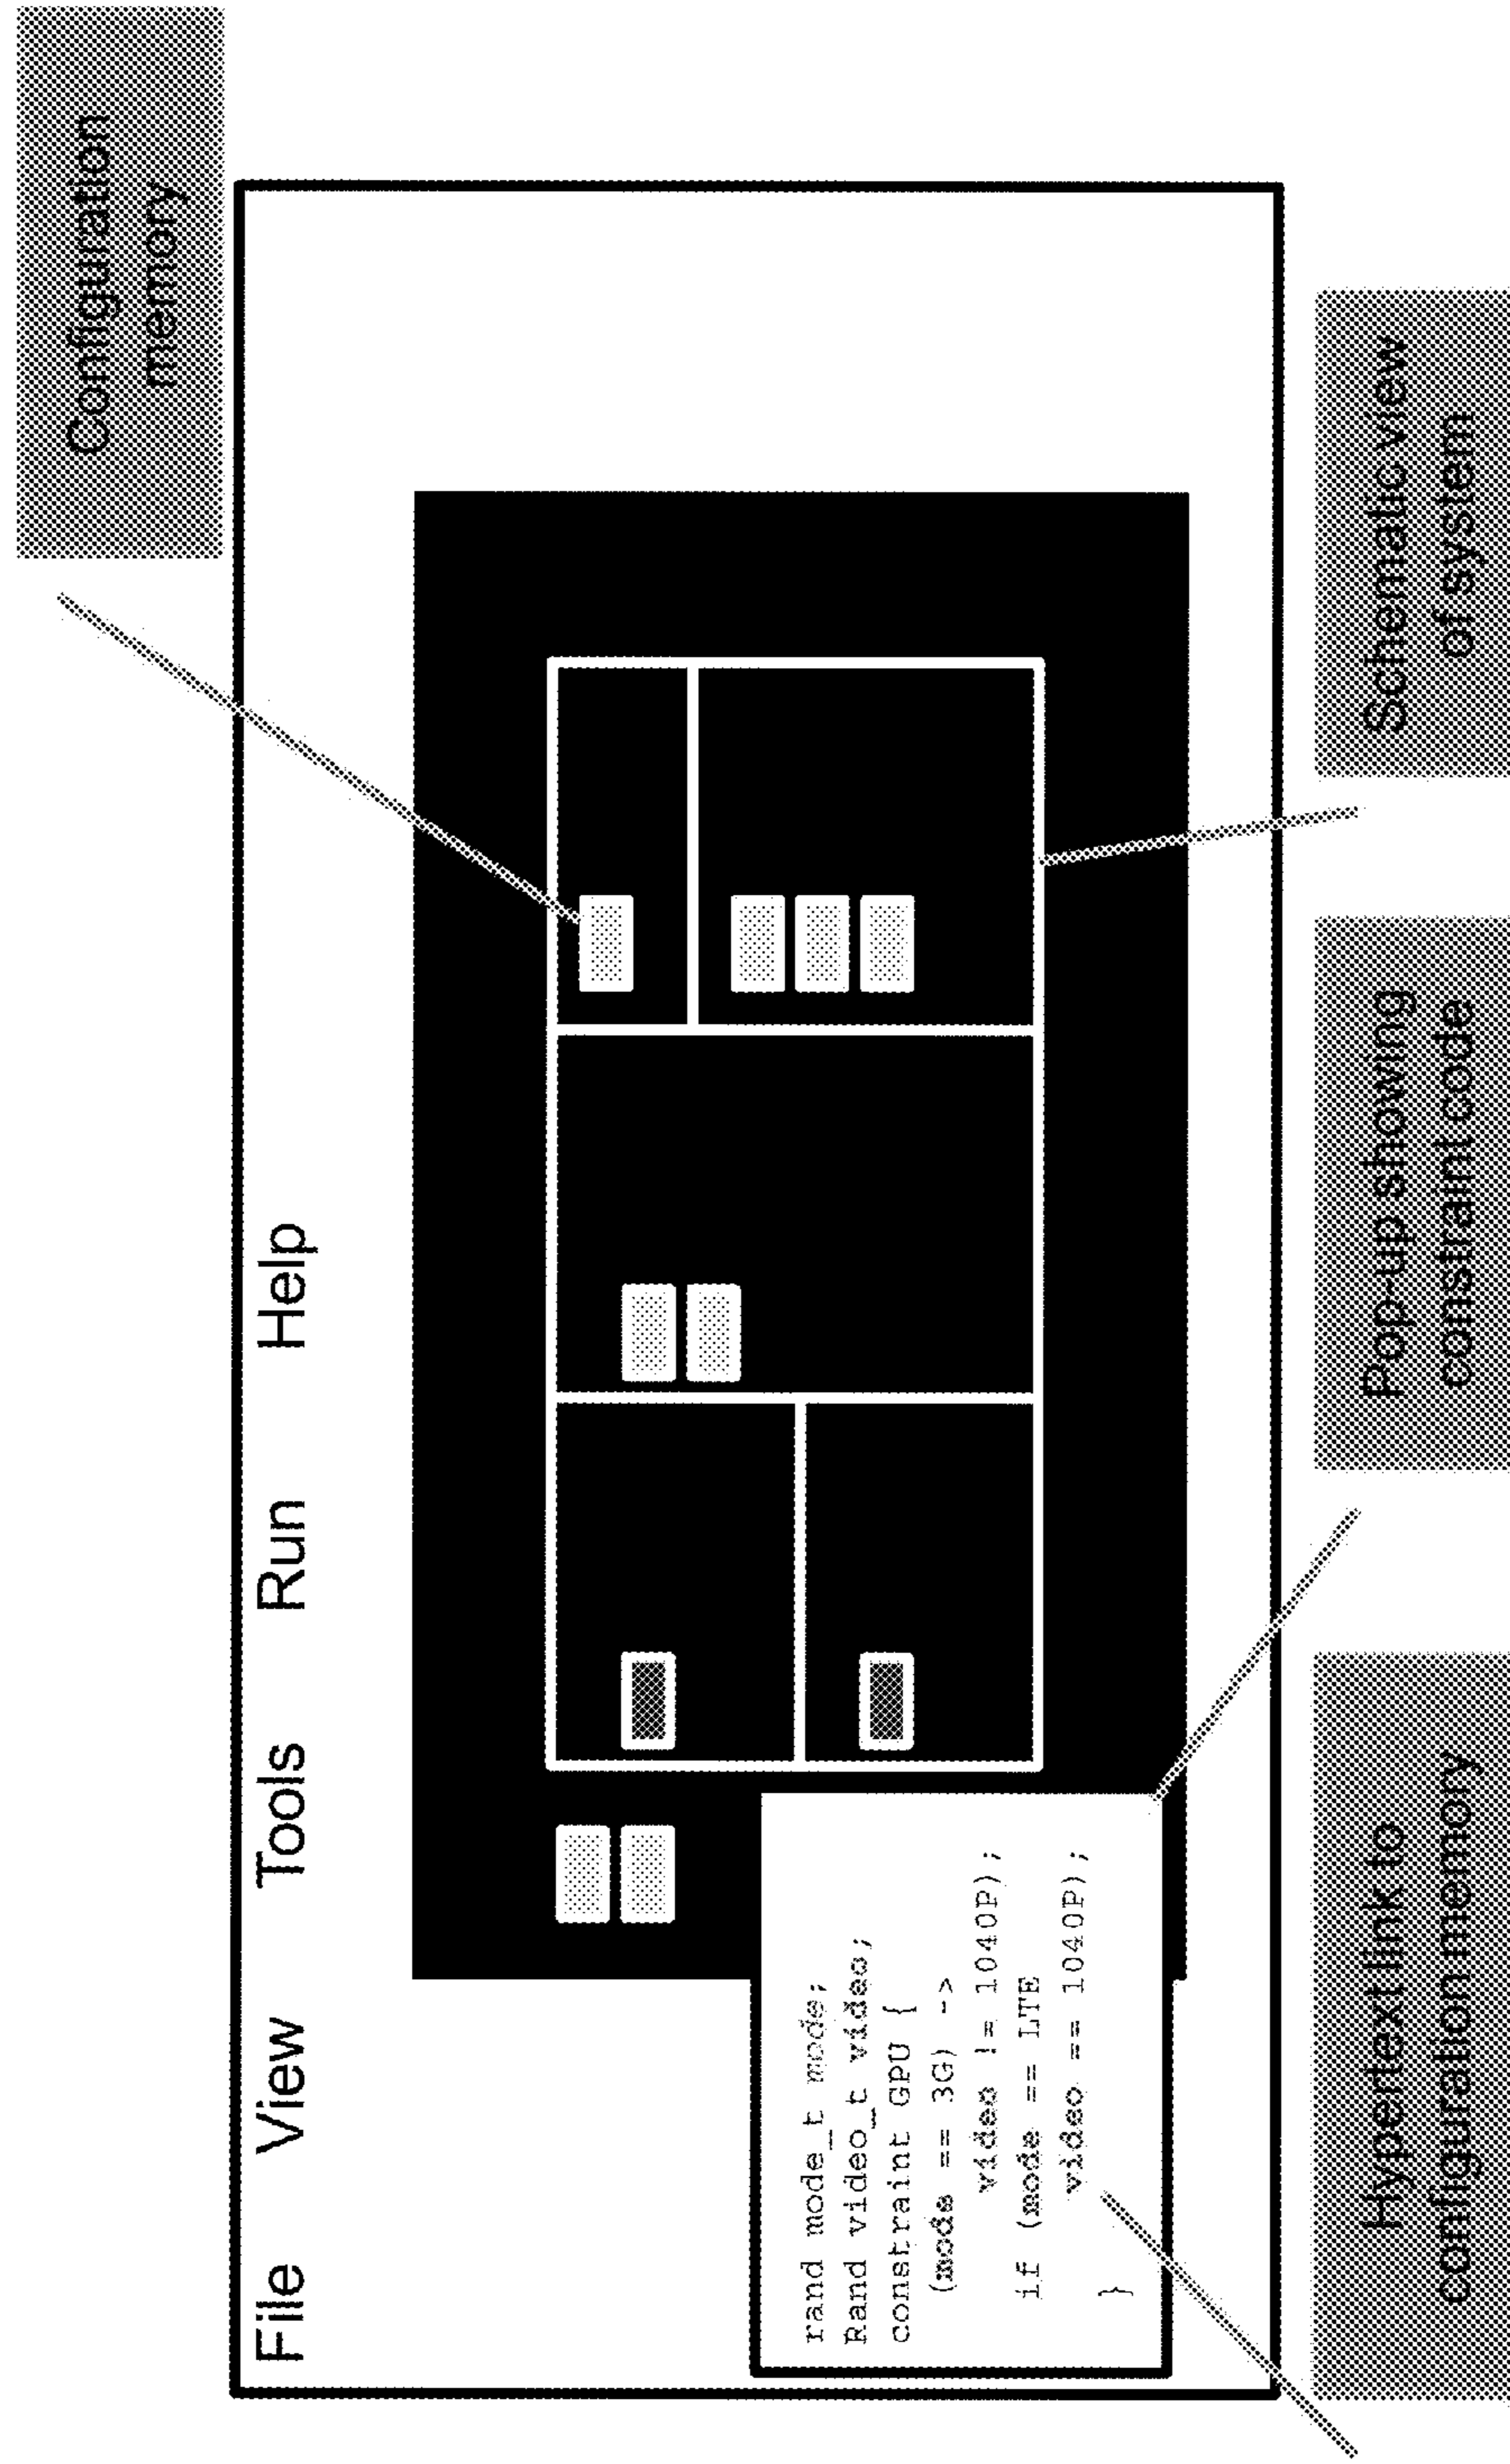 File View Tools Run Help
Configuration
memory
rand mode_t mode;
Rand video_t video;
constraint GPU {
(mode == 3G) ->
video != 1040P);
if (mode == LTE
video == 1040P);
}
Hypertext link to
configuration memory
Pop-up showing
constraint code
Schematic view
of system